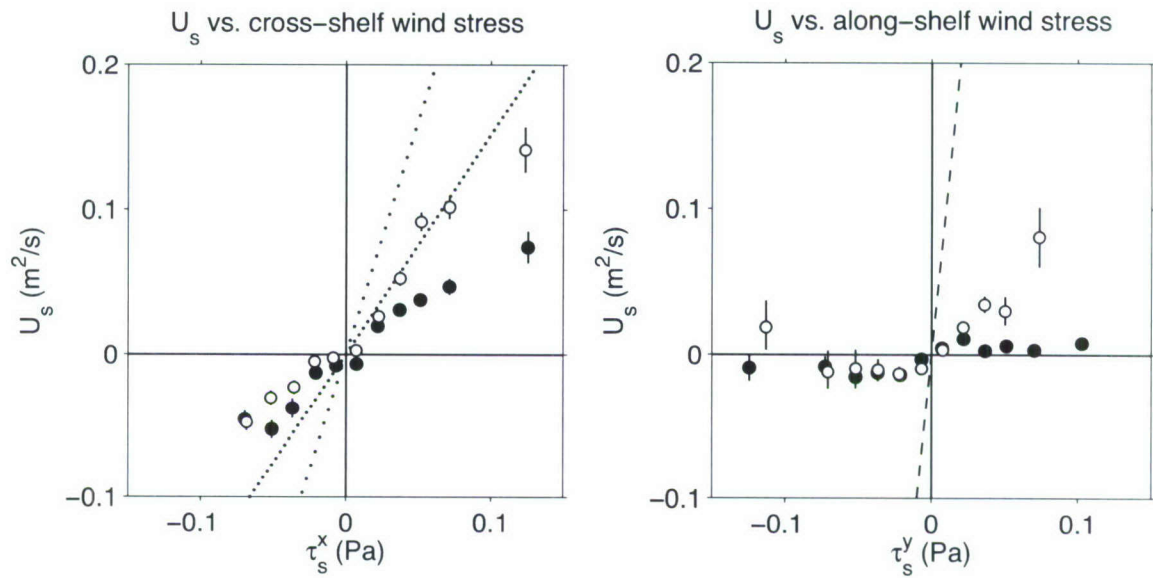 U_s vs. cross−shelf wind stress
0.2
0.1
0
−0.1
U_s (m^2/s)
−0.1
0
0.1
τ_s^x (Pa)
U_s vs. along−shelf wind stress
0.2
0.1
0
−0.1
U_s (m^2/s)
−0.1
0
0.1
τ_s^y (Pa)